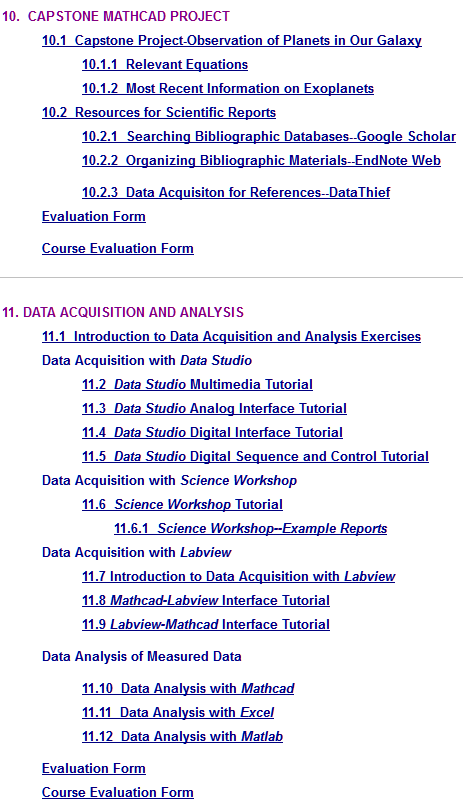 10. CAPSTONE MATHCAD PROJECT
10.1 Capstone Project-Observation of Planets in Our Galaxy
10.1.1 Relevant Equations
10.1.2 Most Recent Information on Exoplanets
10.2 Resources for Scientific Reports
10.2.1 Searching Bibliographic Databases--Google Scholar
10.2.2 Organizing Bibliographic Materials--EndNote Web
10.2.3 Data Acquisiton for References--DataThief
Evaluation Form
Course Evaluation Form
11. DATA ACQUISITION AND ANALYSIS
11.1 Introduction to Data Acquisition and Analysis Exercises
Data Acquisition with Data Studio
11.2 Data Studio Multimedia Tutorial
11.3 Data Studio Analog Interface Tutorial
11.4 Data Studio Digital Interface Tutorial
11.5 Data Studio Digital Sequence and Control Tutorial
Data Acquisition with Science Workshop
11.6 Science Workshop Tutorial
11.6.1 Science Workshop--Example Reports
Data Acquisition with Labview
11.7 Introduction to Data Acquisition with Labview
11.8 Mathcad-Labview Interface Tutorial
11.9 Labview-Mathcad Interface Tutorial
Data Analysis of Measured Data
11.10 Data Analysis with Mathcad
11.11 Data Analysis with Excel
11.12 Data Analysis with Matlab
Evaluation Form
Course Evaluation Form